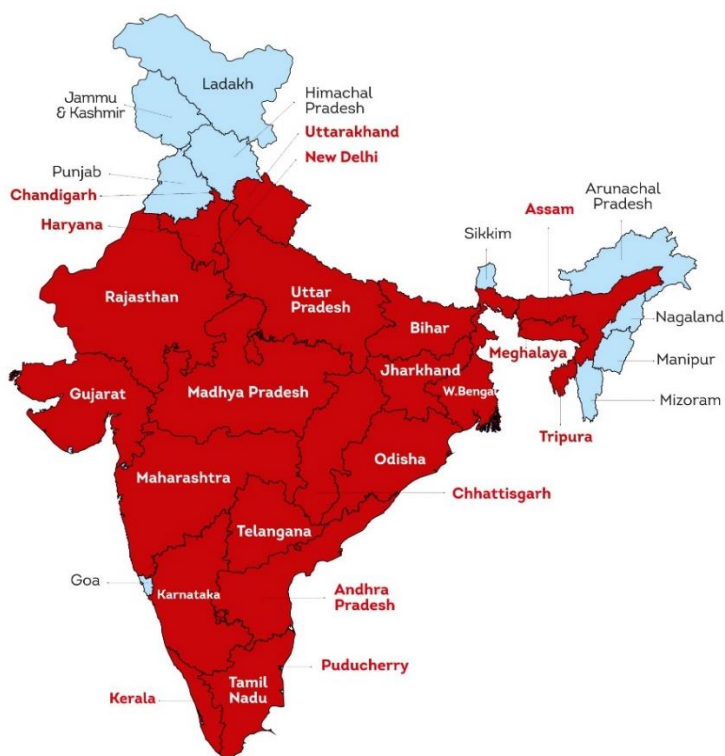 Ladakh
Jammu
& Kashmir
Himachal
Pradesh
Uttarakhand
New Delhi
Punjab
Chandigarh
Haryana
Arunachal
Pradesh
Assam
Sikkim
Rajasthan
Uttar
Pradesh
Bihar
Nagaland
Meghalaya
Manipur
Jharkhand
Gujarat
Madhya Pradesh
W.Benga
Mizoram
Tripura
Odisha
Maharashtra
Chhattisgarh
Telangana
Goa
Karnataka
Andhra
Pradesh
Puducherry
Tamil
Nadu
Kerala